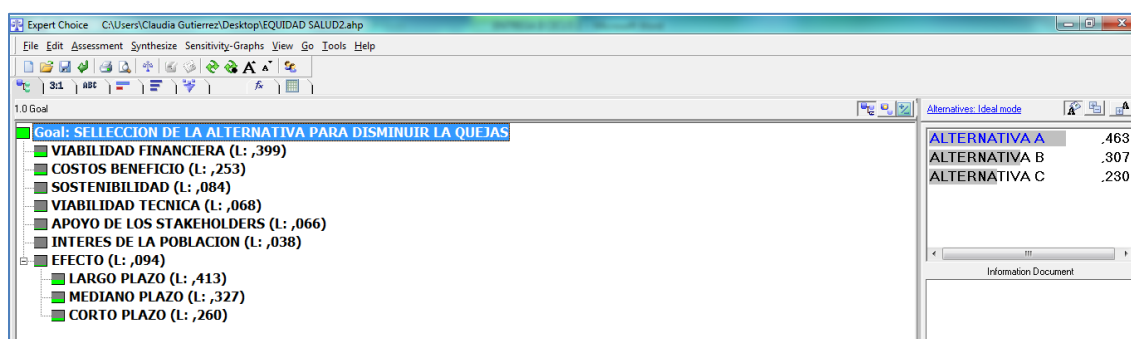 Expert Choice C:\Users\Claudia Gutierrez\Desktop\EQUIDAD SALUD2.ahp
File Edit Assessment Synthesize Sensitivity-Graphs View Go Tools Help
3:1 ABC fx
1.0 Goal
Goal: SELLECCION DE LA ALTERNATIVA PARA DISMINUIR LA QUEJAS
VIABILIDAD FINANCIERA (L: ,399)
COSTOS BENEFICIO (L: ,253)
SOSTENIBILIDAD (L: ,084)
VIABILIDAD TECNICA (L: ,068)
APOYO DE LOS STAKEHOLDERS (L: ,066)
INTERES DE LA POBLACION (L: ,038)
EFECTO (L: ,094)
LARGO PLAZO (L: ,413)
MEDIANO PLAZO (L: ,327)
CORTO PLAZO (L: ,260)
Alternatives: Ideal mode
ALTERNATIVA A ,463
ALTERNATIVA B ,307
ALTERNATIVA C ,230
Information Document